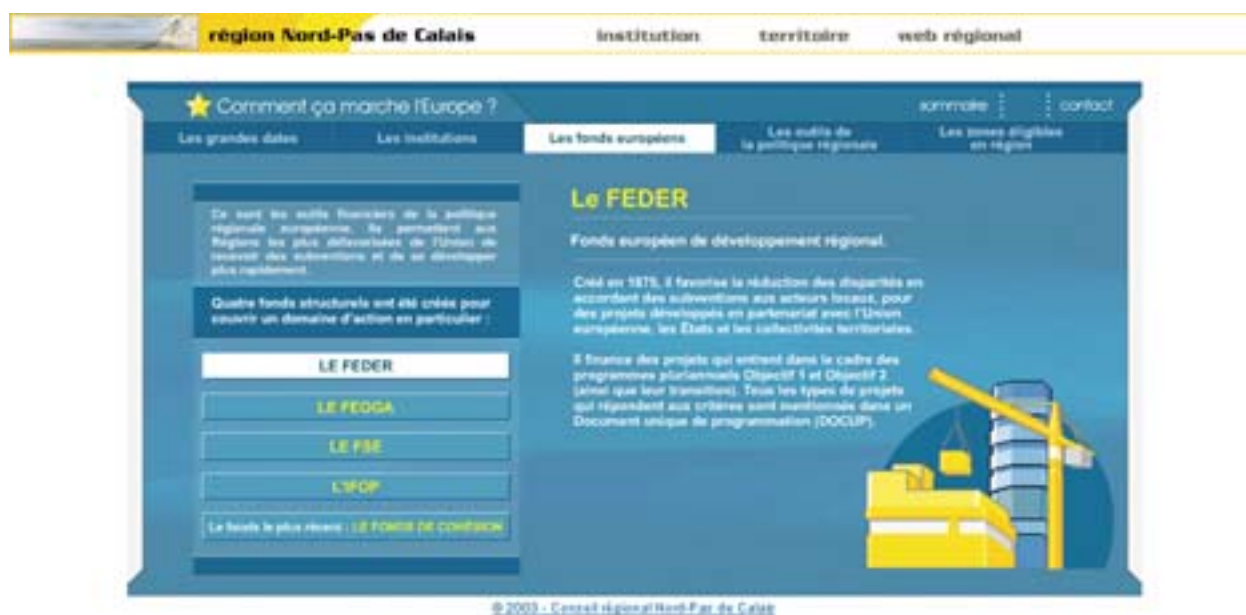 région Nord-Pas de Calais
institution
territoire
web régional
Comment ça marche l'Europe ?
sommaire
contact
Les grandes dates
Les institutions
Les fonds européens
Les outils de
la politique régionale
Les zones éligibles
en région
Ce sont les outils financiers de la politique
régionale européenne. Ils permettent aux
Régions les plus défavorisées de l'Union de
recevoir des subventions et de se développer
plus rapidement.
Quatre fonds structurels ont été créés pour
couvrir un domaine d'action en particulier :
LE FEDER
LE FEOGA
LE FSE
L'IFOP
Le fonds le plus récent : LE FONDS DE COHÉSION
Le FEDER
Fonds européen de développement régional.
Créé en 1975, il favorise la réduction des disparités en
accordant des subventions aux acteurs locaux, pour
des projets développés en partenariat avec l'Union
européenne, les États et les collectivités territoriales.
Il finance des projets qui entrent dans le cadre des
programmes pluriannuels Objectif 1 et Objectif 2
(ainsi que leur transition). Tous les types de projets
qui répondent aux critères sont mentionnés dans un
Document unique de programmation (DOCUP).
© 2003 - Conseil régional Nord-Pas de Calais